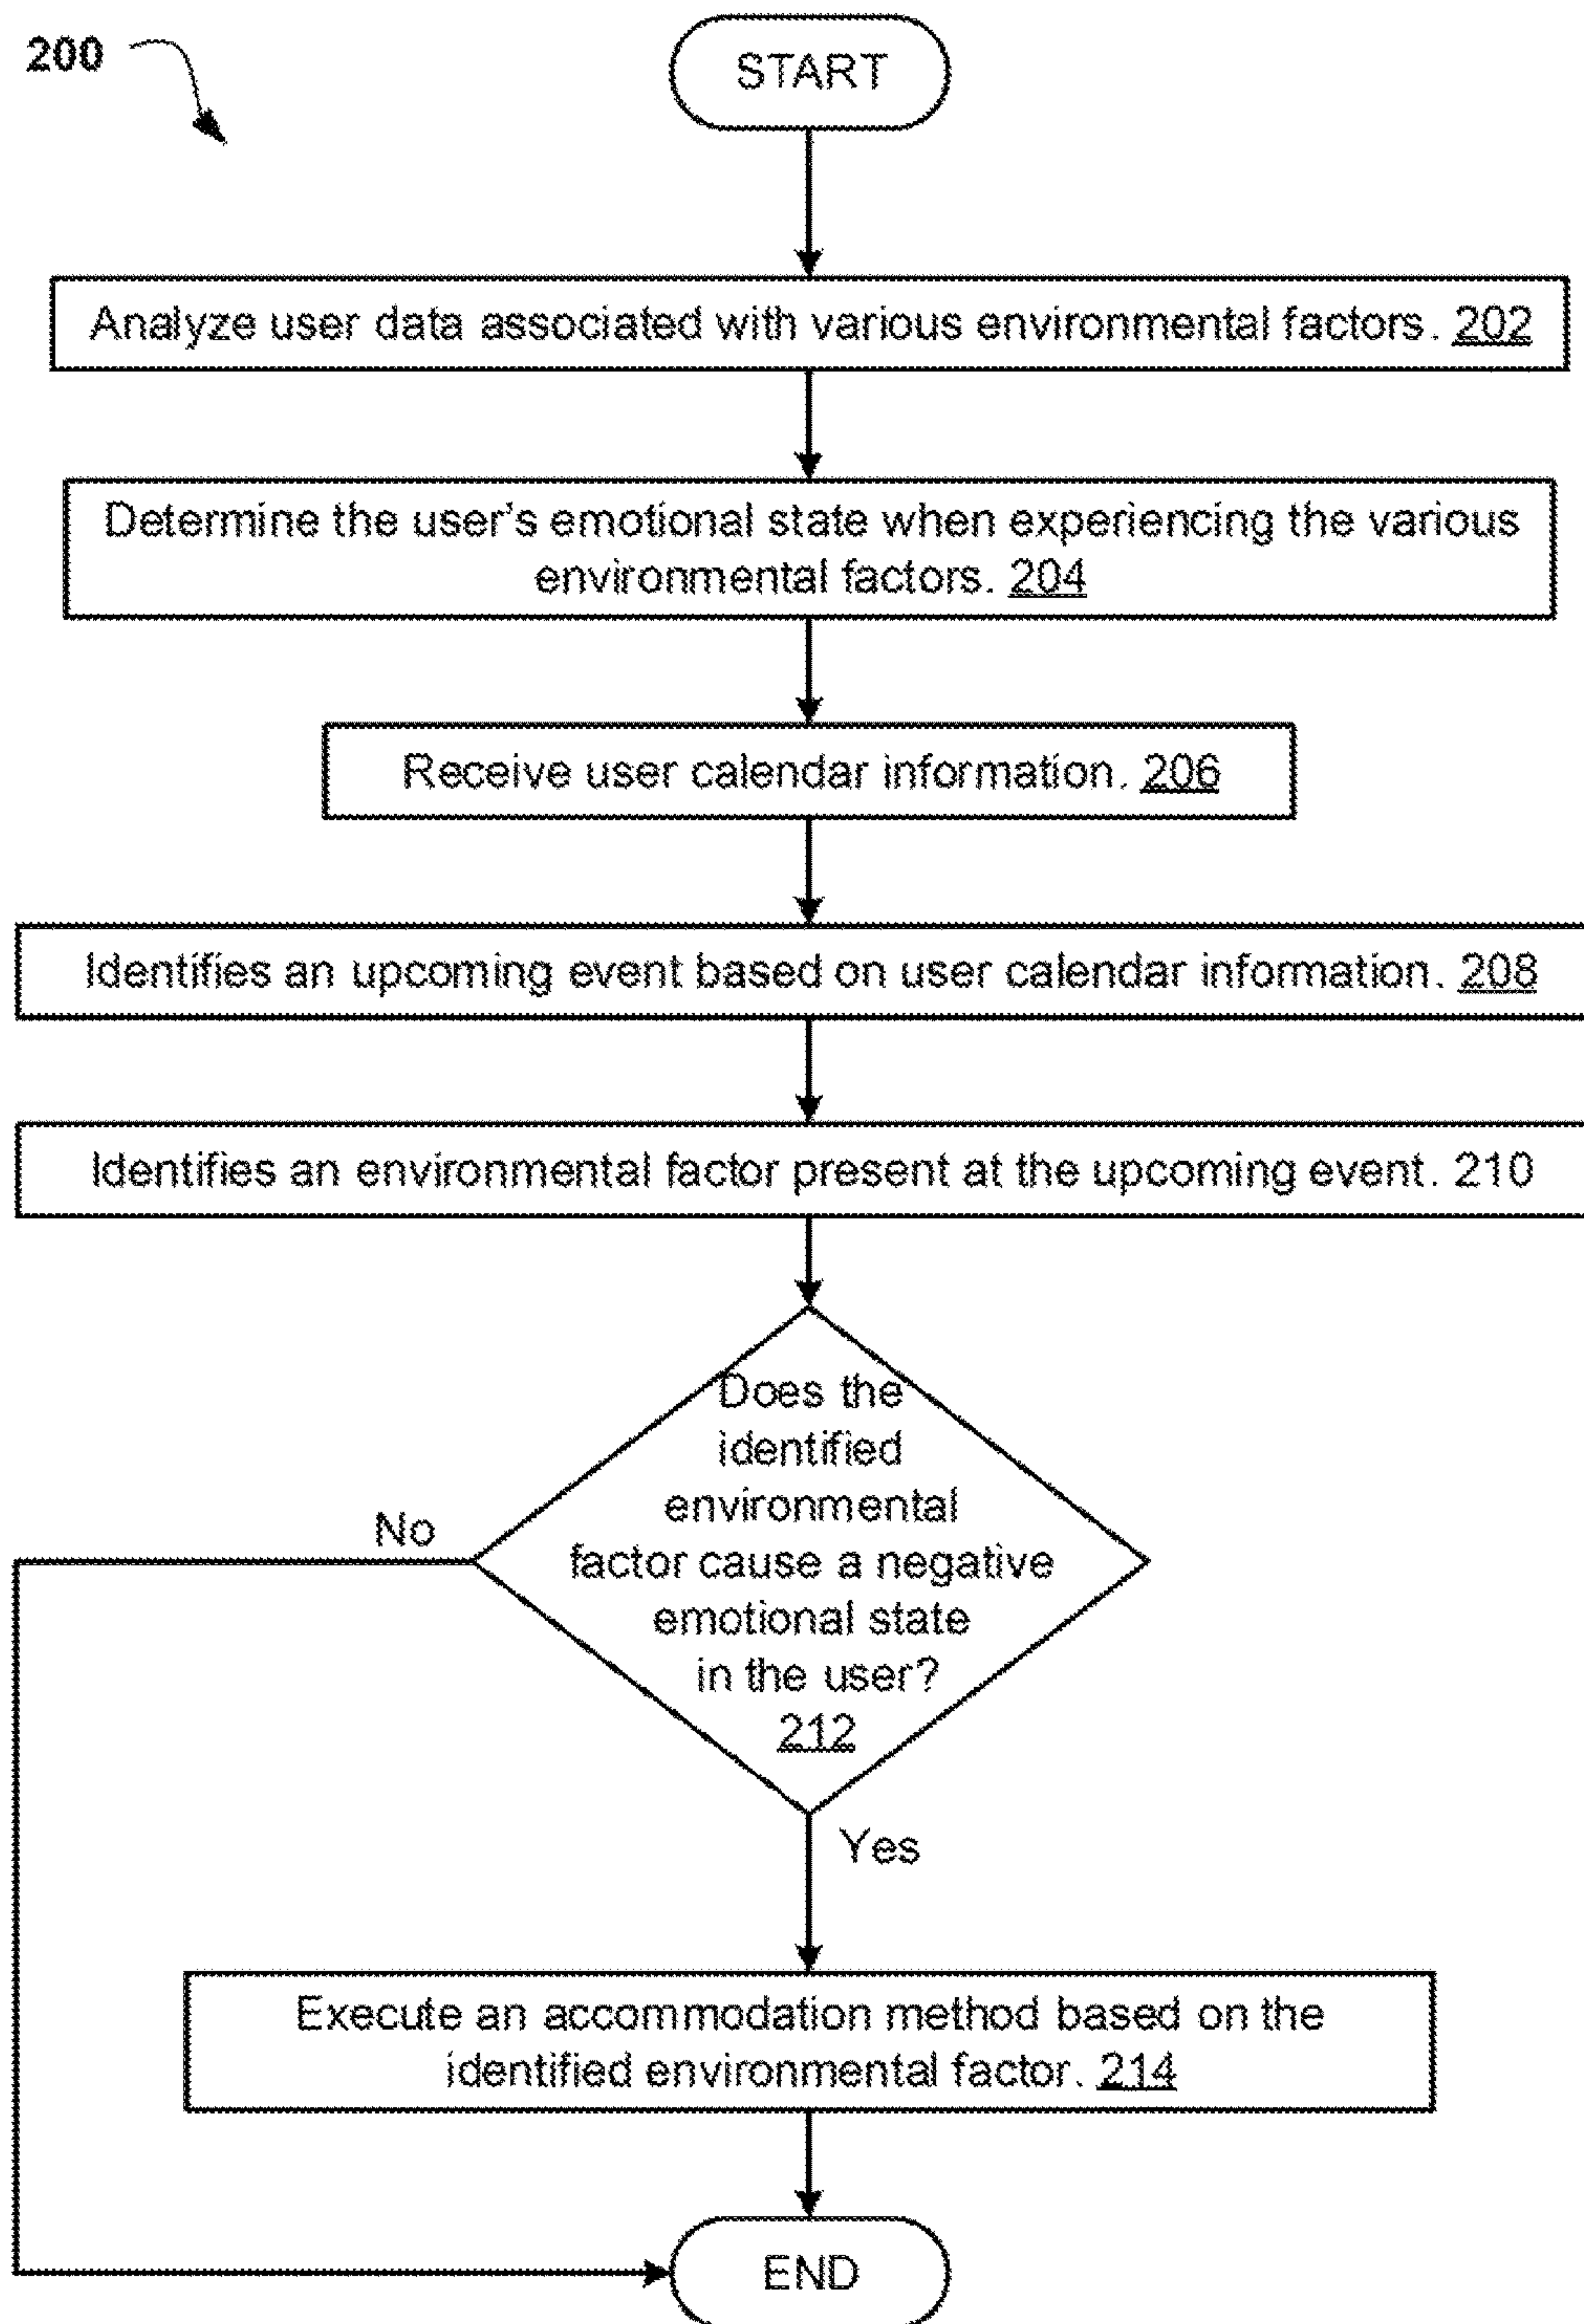 200
START
Analyze user data associated with various environmental factors. 202
Determine the user's emotional state when experiencing the various
environmental factors. 204
Receive user calendar information. 206
Identifies an upcoming event based on user calendar information. 208
Identifies an environmental factor present at the upcoming event. 210
Does the
identified
environmental
factor cause a negative
emotional state
in the user?
212
No
Yes
Execute an accommodation method based on the
identified environmental factor. 214
END